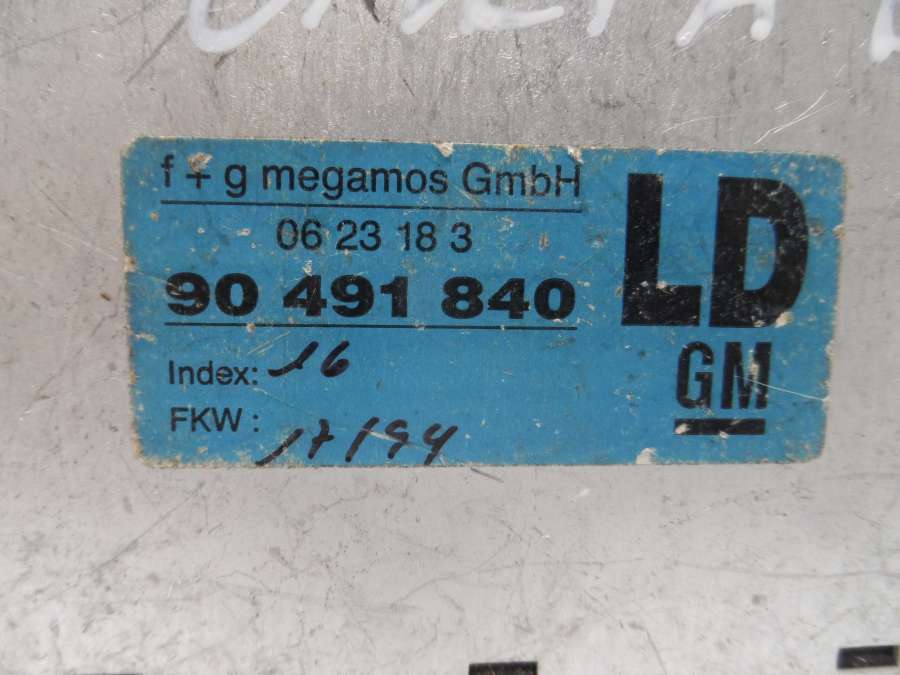 f + g megamos GmbH
06 23 18 3
90 491 840
Index: 16
FKW : 17/94
LD
GM